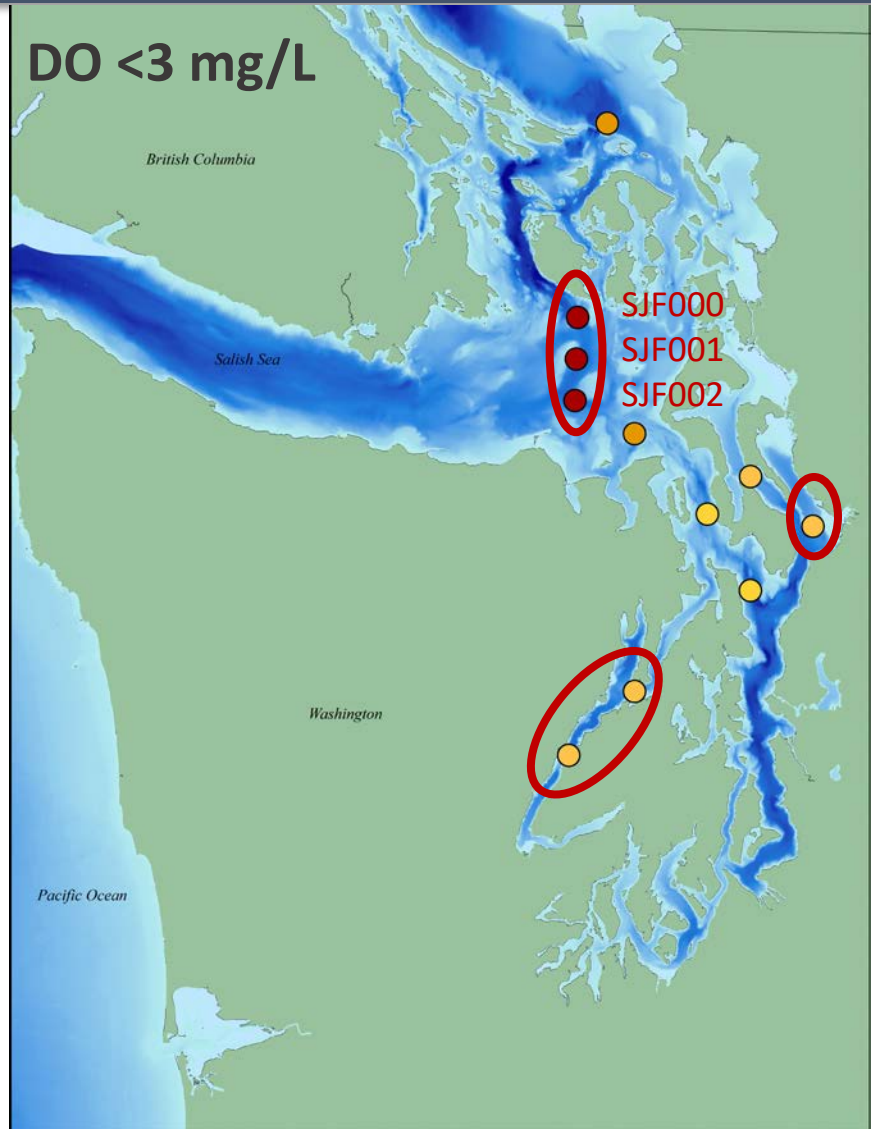 DO <3 mg/L
British Columbia
SJF000
SJF001
Salish Sea
SJF002
Washington
Pacific Ocean